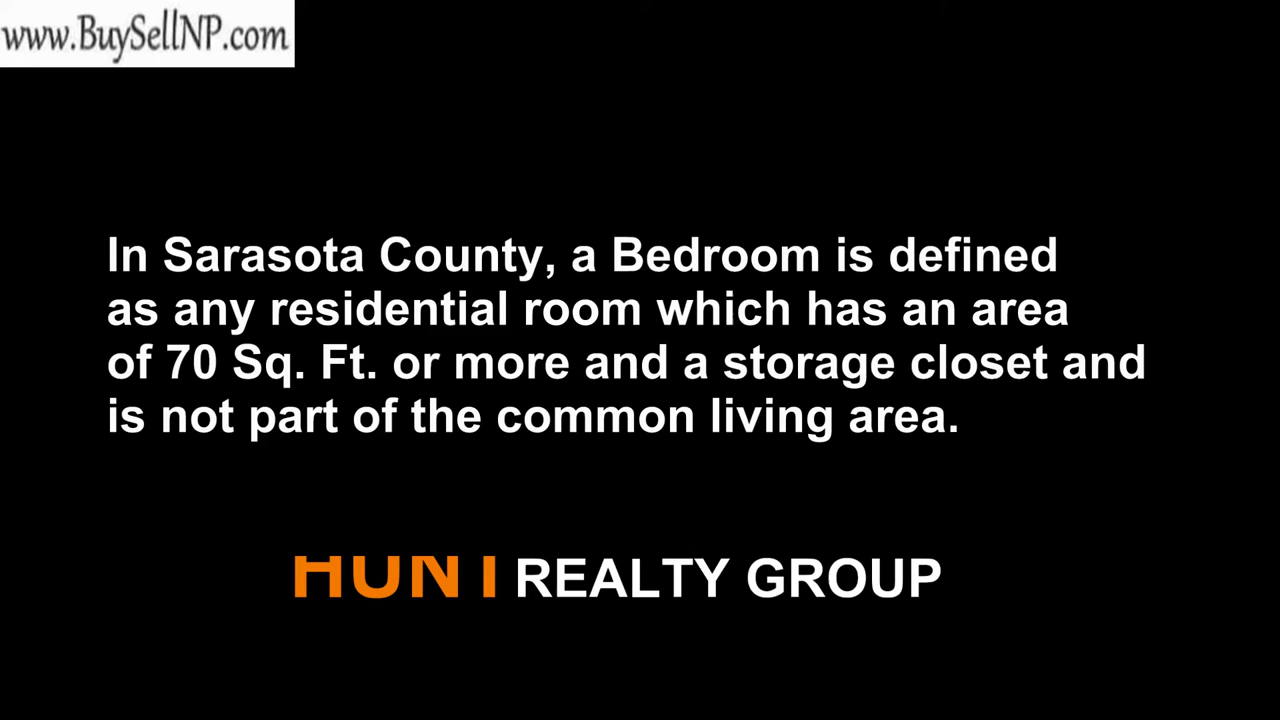 www.BuySellNP.com
In Sarasota County, a Bedroom is defined
as any residential room which has an area
of 70 Sq. Ft. or more and a storage closet and
is not part of the common living area.
HUNT REALTY GROUP